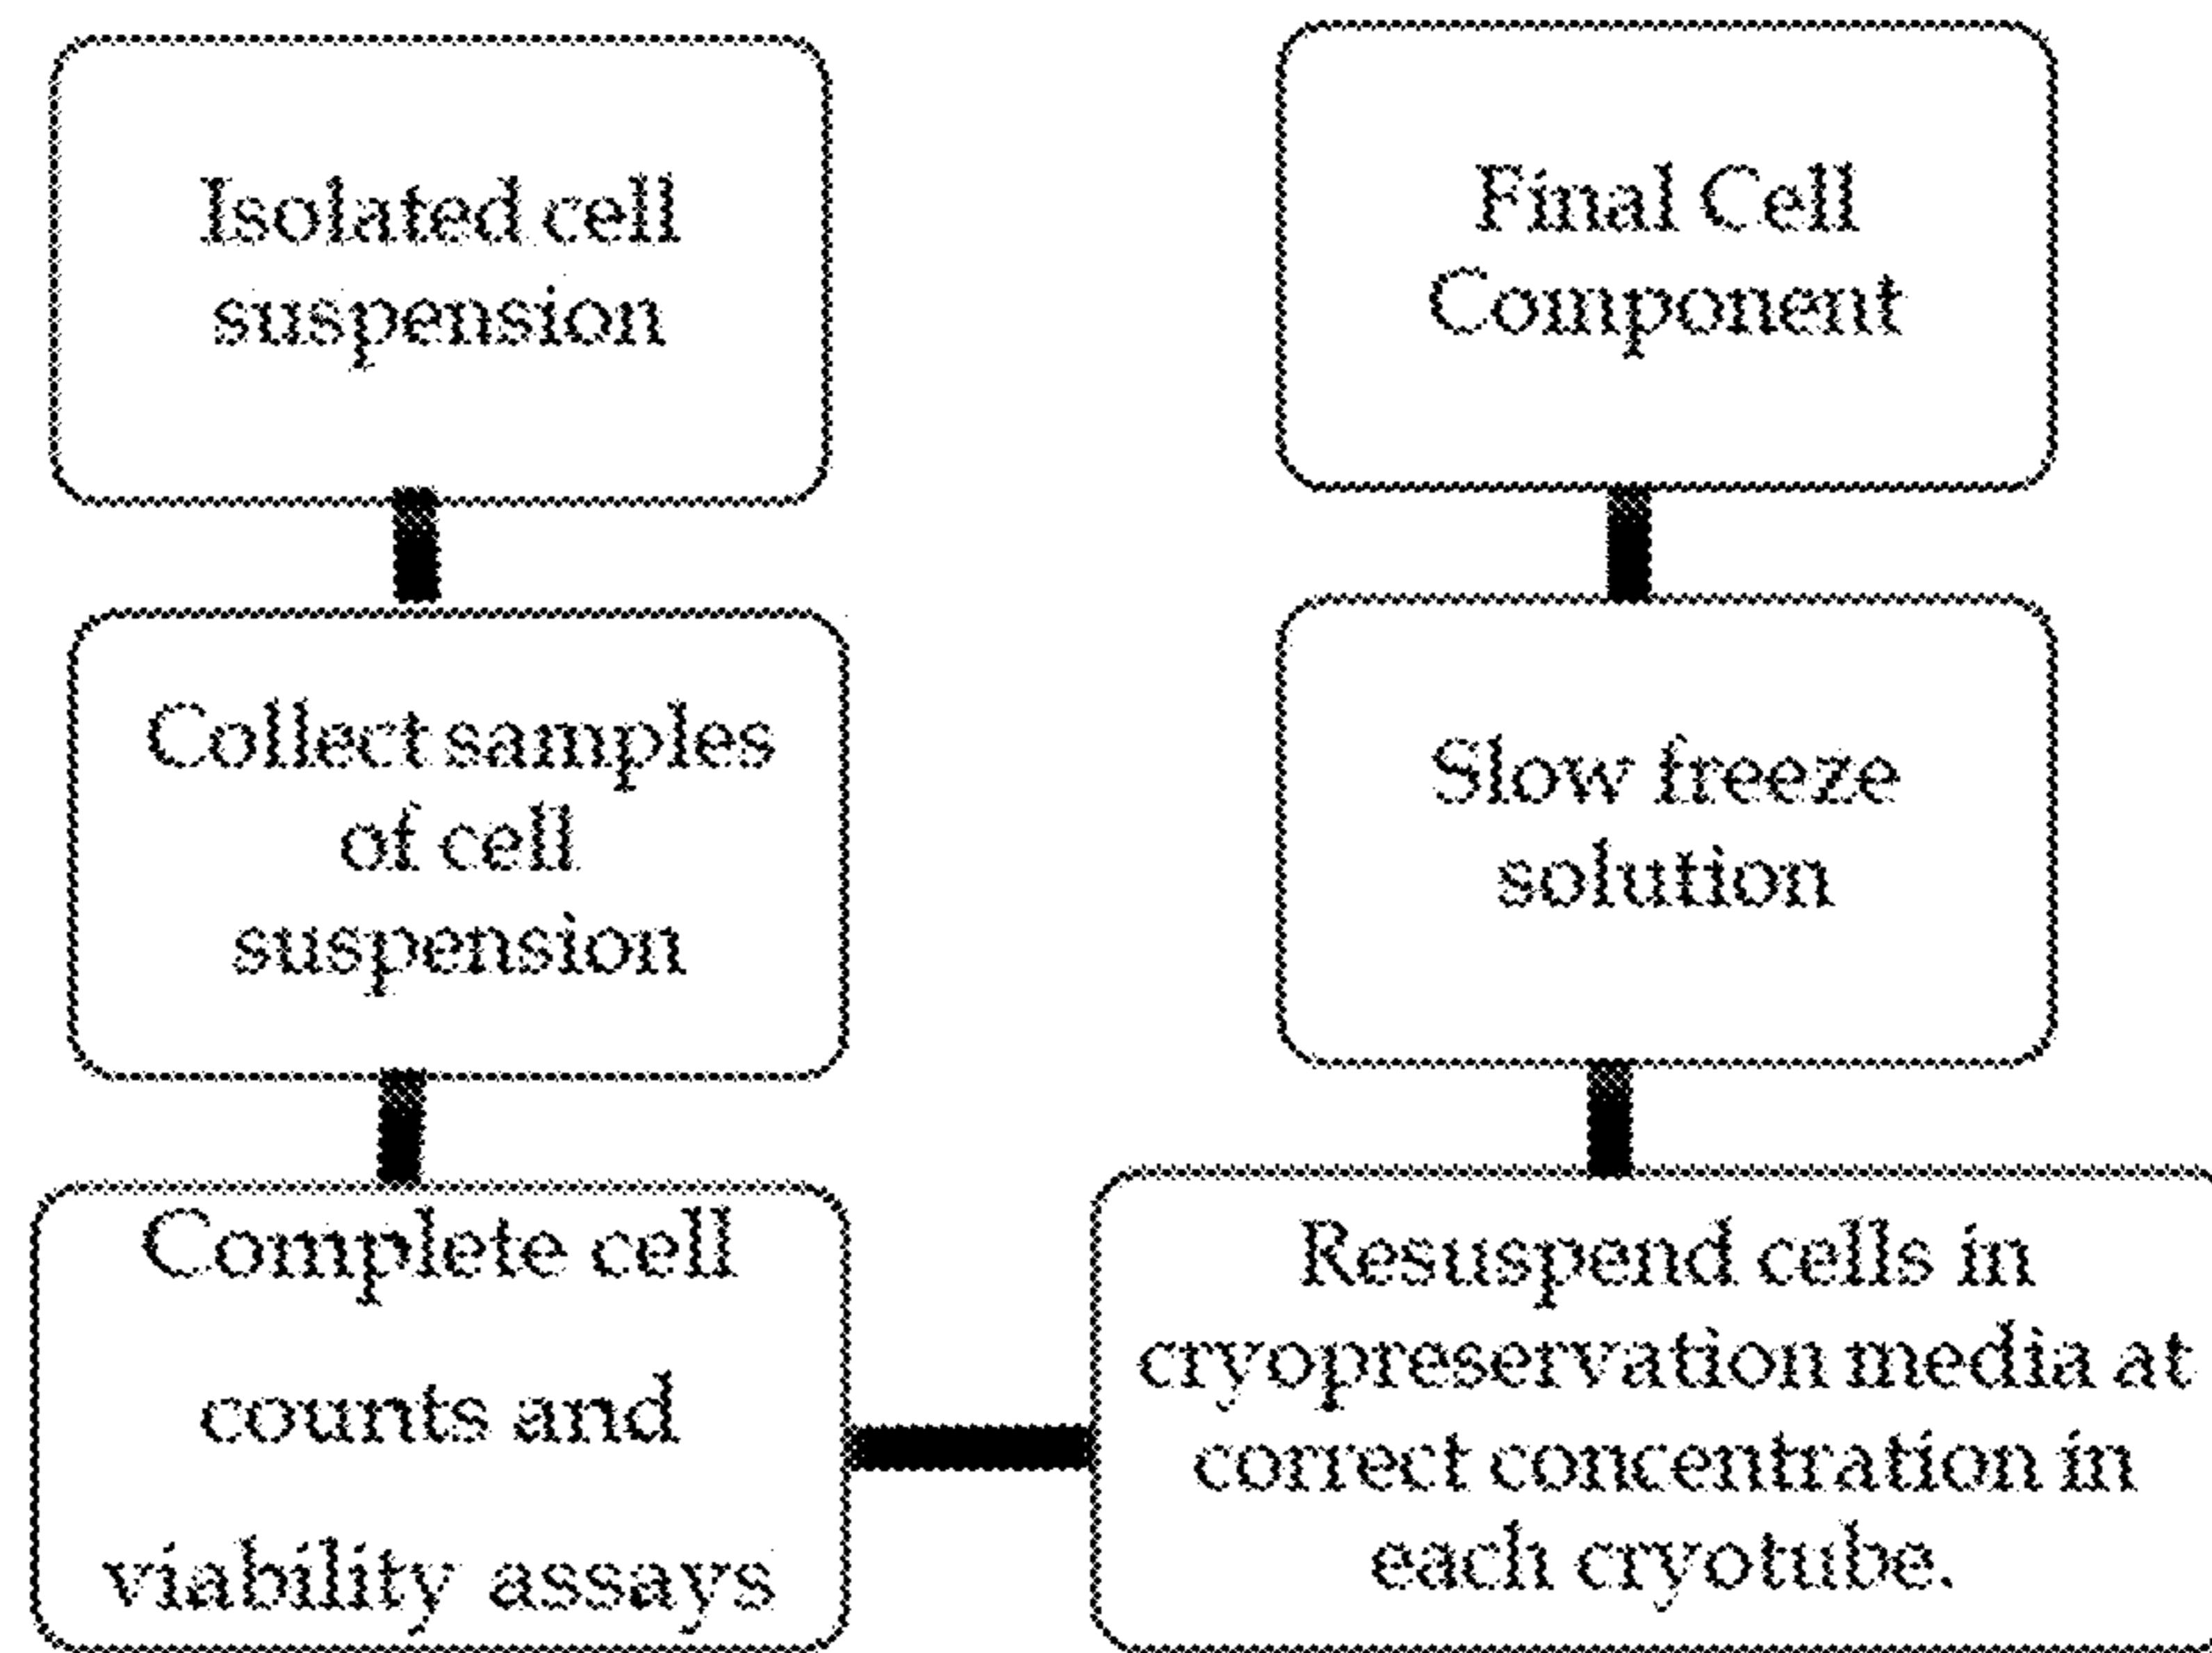 Isolated cell
suspension
Collect samples
of cell
suspension
Complete cell
counts and
viability assays
Resuspend cells in
cryopreservation media at
correct concentration in
each cryotube.
Slow freeze
solution
Final Cell
Component